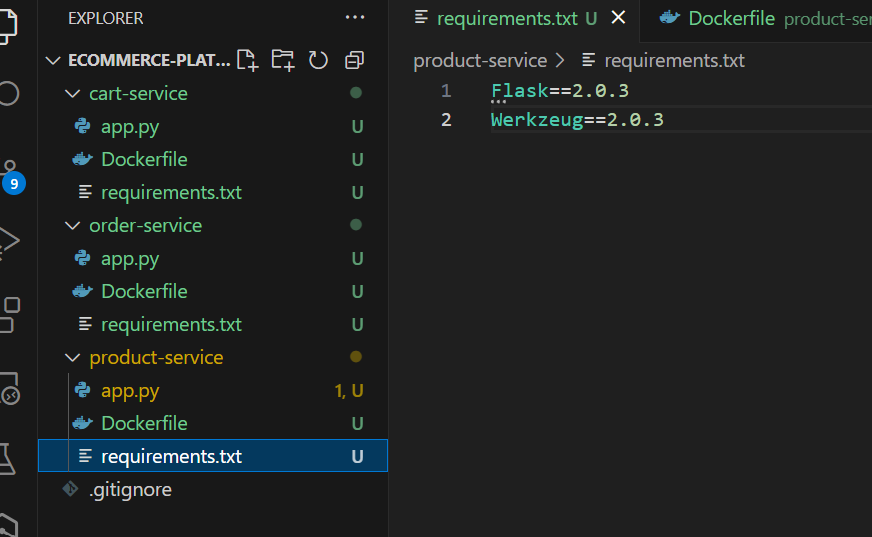 EXPLORER
ECOMMERCE-PLAT...
cart-service
app.py U
Dockerfile U
requirements.txt U
order-service
app.py U
Dockerfile U
requirements.txt U
product-service
app.py 1, U
Dockerfile U
requirements.txt U
.gitignore
9
requirements.txt U Dockerfile product-ser
product-service > requirements.txt
1 Flask==2.0.3
2 Werkzeug==2.0.3